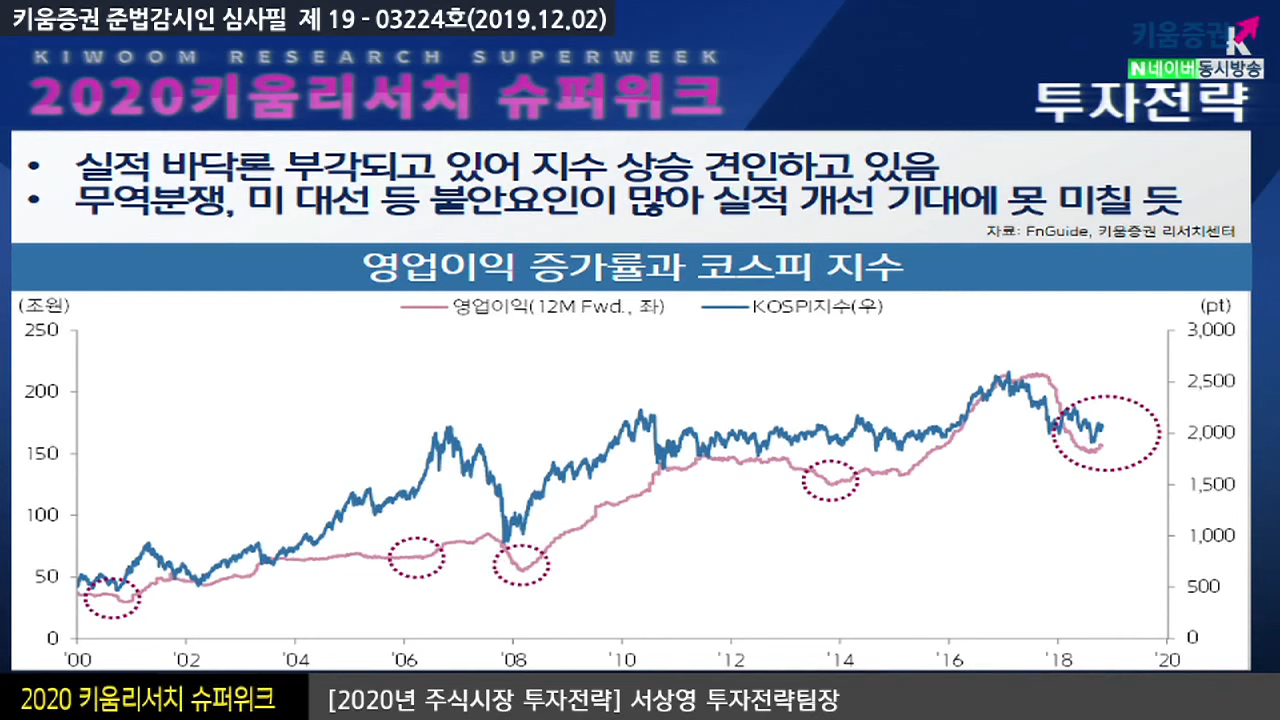 키움증권 준법감시인 심사필 제 19 - 03224호(2019.12.02)
키움증권
KIWOOM RESEARCH SUPERWEEK
N네이버 동시방송
2020키움리서치 슈퍼위크
투자전략
• 실적 바닥론 부각되고 있어 지수 상승 견인하고 있음
• 무역분쟁, 미 대선 등 불안요인이 많아 실적 개선 기대에 못 미칠 듯
자료: FnGuide, 키움증권 리서치센터
영업이익 증가률과 코스피 지수
(조원) 영업이익(12M Fwd., 좌) KOSPI지수(우) (pt)
250 3,000
2,500
200
2,000
150
1,500
100
1,000
50
500
0 0
'00 '02 '04 '06 '08 '10 '12 '14 '16 '18 '20
2020 키움리서치 슈퍼위크
[2020년 주식시장 투자전략] 서상영 투자전략팀장